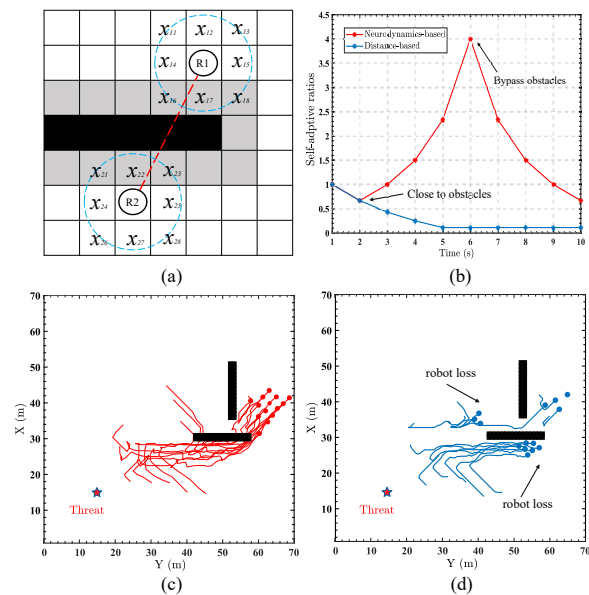 x11 x12 x13
x14 R1 x15
x16 x17 x18
x21 x22 x23
x24 R2 x25
x26 x27 x28
(a)
4.5
4
3.5
3
2.5
2
1.5
1
0.5
0
1 2 3 4 5 6 7 8 9 10
Self-adptive ratios
Time (s)
Neurodynamics-based
Distance-based
Bypass obstacles
Close to obstacles
(b)
70
60
50
40
30
20
10
0
0 10 20 30 40 50 60 70
X (m)
Y (m)
Threat
(c)
70
60
50
40
30
20
10
0
0 10 20 30 40 50 60 70
X (m)
Y (m)
robot loss
robot loss
Threat
(d)